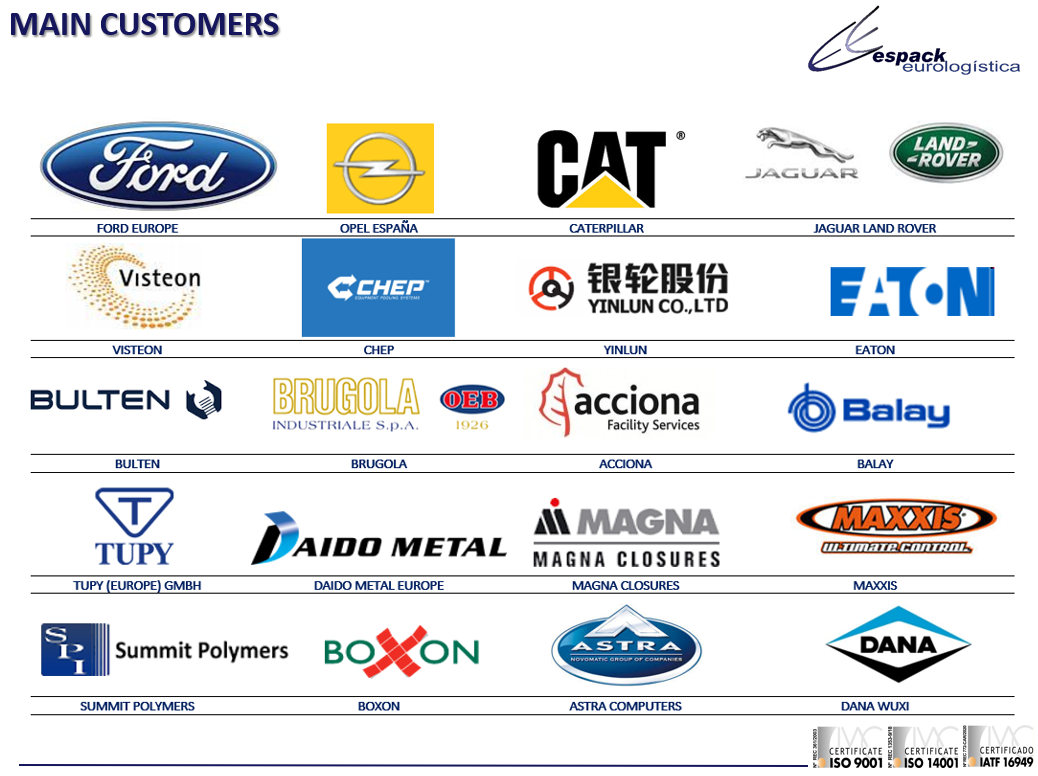 MAIN CUSTOMERS
espack
eurologística
Ford
CAT®
JAGUAR
LAND-
-ROVER
FORD EUROPE
OPEL ESPAÑA
CATERPILLAR
JAGUAR LAND ROVER
Visteon
CHEP
EQUIPMENT POOLING SYSTEMS
银轮股份
YINLUN CO.,LTD
EATON
VISTEON
CHEP
YINLUN
EATON
BULTEN
BRUGOLA
INDUSTRIALE S.p.A.
OEB
1926
acciona
Facility Services
Balay
BULTEN
BRUGOLA
ACCIONA
BALAY
T
TUPY
DAIDO METAL
MAGNA
MAGNA CLOSURES
MAXXIS®
ULTIMATE CONTROL.
TUPY (EUROPE) GMBH
DAIDO METAL EUROPE
MAGNA CLOSURES
MAXXIS
SPI
Summit Polymers
BOXON
ASTRA
NOVOMATIC GROUP OF COMPANIES
DANA
SUMMIT POLYMERS
BOXON
ASTRA COMPUTERS
DANA WUXI
CERTIFICATE
ISO 9001
CERTIFICATE
ISO 14001
CERTIFICADO
IATF 16949